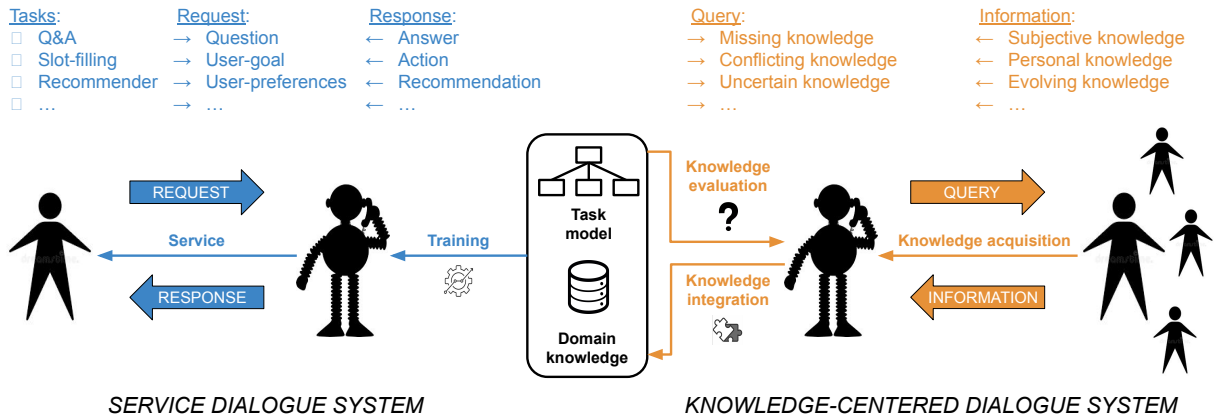 Tasks: Request: Response: Query: Information:
Q&A → Question ← Answer → Missing knowledge ← Subjective knowledge
Slot-filling → User-goal ← Action → Conflicting knowledge ← Personal knowledge
Recommender → User-preferences ← Recommendation → Uncertain knowledge ← Evolving knowledge
… → … ← … → … ← …
REQUEST
Service
RESPONSE
Training
Task
model
Domain
knowledge
Knowledge
evaluation
?
Knowledge
integration
QUERY
Knowledge acquisition
INFORMATION
SERVICE DIALOGUE SYSTEM
KNOWLEDGE-CENTERED DIALOGUE SYSTEM